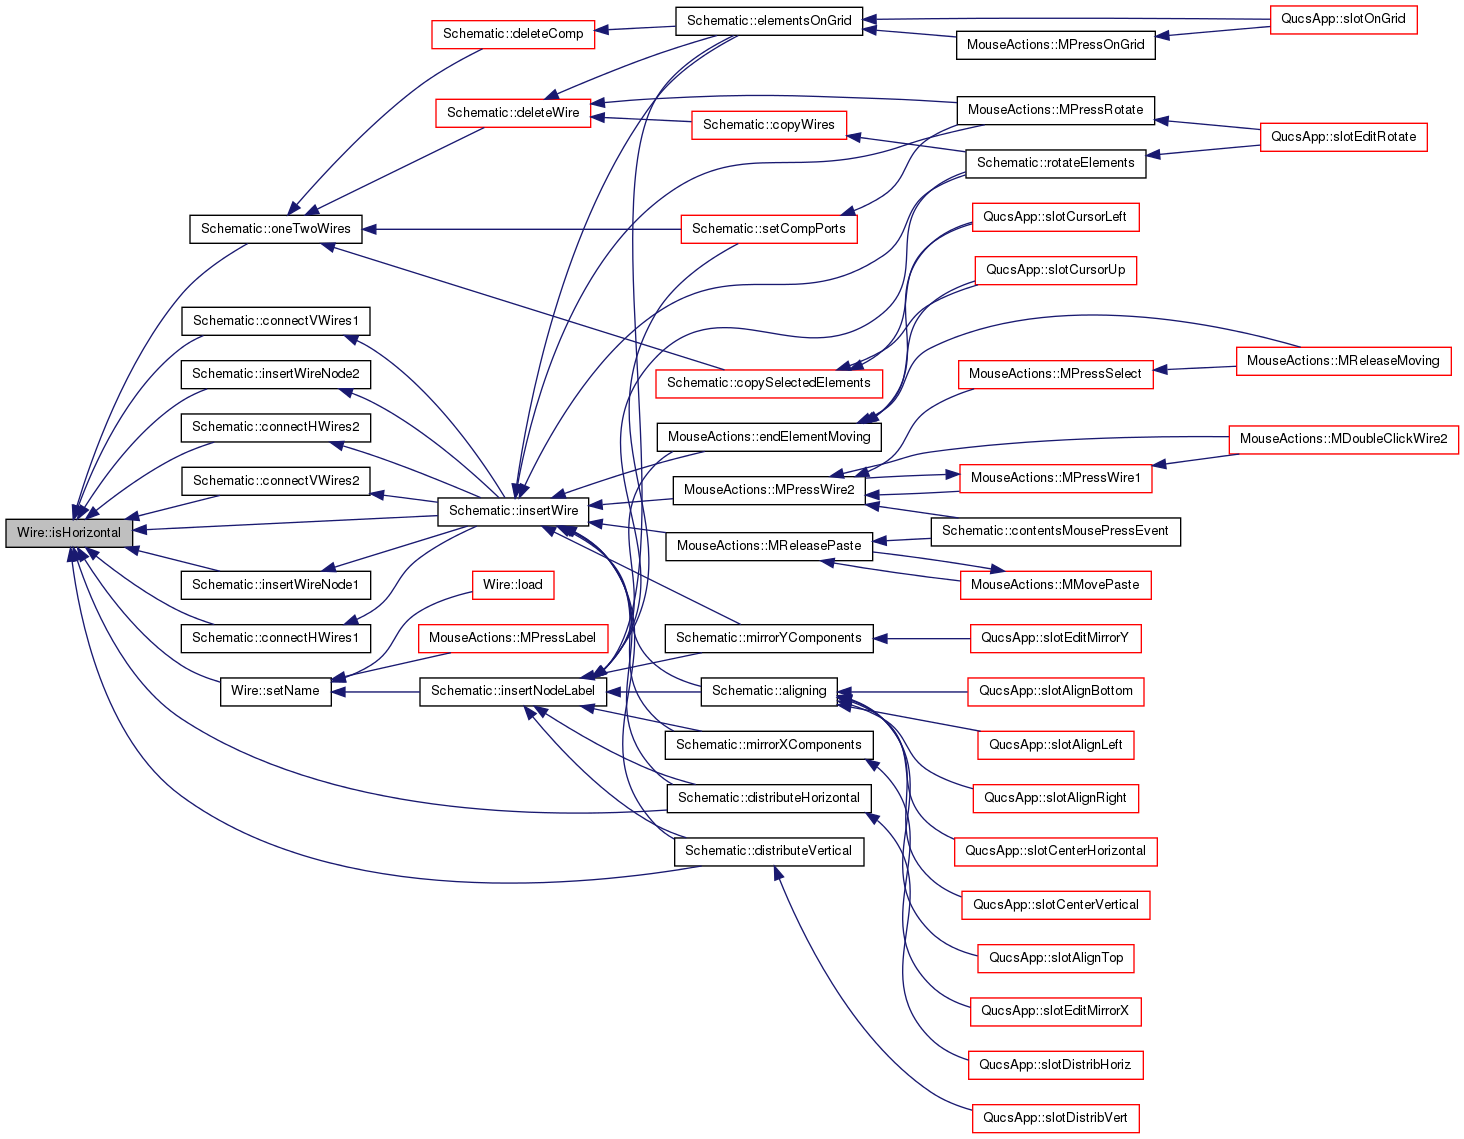 Wire::isHorizontal
Schematic::oneTwoWires
Schematic::connectVWires1
Schematic::insertWireNode2
Schematic::connectHWires2
Schematic::connectVWires2
Schematic::insertWireNode1
Schematic::connectHWires1
Wire::setName
Schematic::deleteComp
Schematic::deleteWire
Schematic::insertWire
Wire::load
MouseActions::MPressLabel
Schematic::insertNodeLabel
Schematic::elementsOnGrid
Schematic::copyWires
Schematic::setCompPorts
Schematic::copySelectedElements
MouseActions::endElementMoving
MouseActions::MPressWire2
MouseActions::MReleasePaste
Schematic::mirrorYComponents
Schematic::aligning
Schematic::mirrorXComponents
Schematic::distributeHorizontal
Schematic::distributeVertical
MouseActions::MPressOnGrid
MouseActions::MPressRotate
Schematic::rotateElements
QucsApp::slotCursorLeft
QucsApp::slotCursorUp
MouseActions::MPressSelect
MouseActions::MPressWire1
Schematic::contentsMousePressEvent
MouseActions::MMovePaste
QucsApp::slotEditMirrorY
QucsApp::slotAlignBottom
QucsApp::slotAlignLeft
QucsApp::slotAlignRight
QucsApp::slotCenterHorizontal
QucsApp::slotCenterVertical
QucsApp::slotAlignTop
QucsApp::slotEditMirrorX
QucsApp::slotDistribHoriz
QucsApp::slotDistribVert
QucsApp::slotOnGrid
QucsApp::slotEditRotate
MouseActions::MReleaseMoving
MouseActions::MDoubleClickWire2